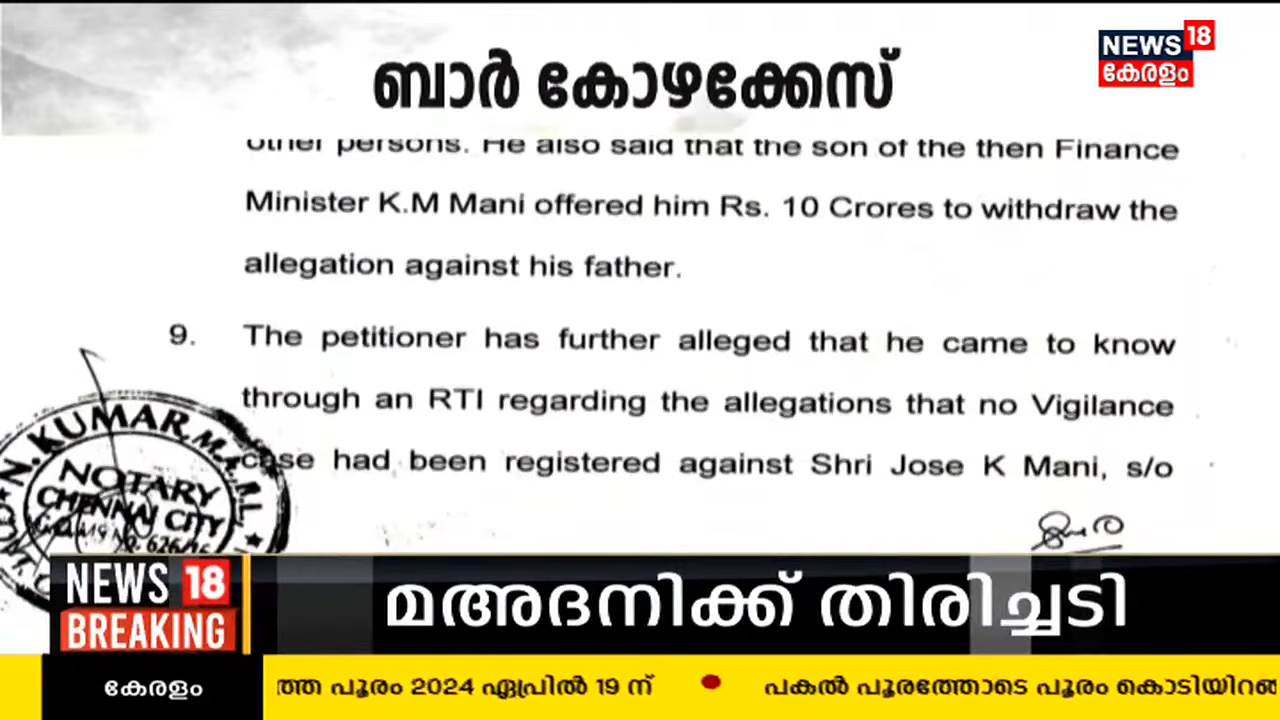 NEWS 18
കേരളം
ബാർ കോഴക്കേസ്
other persons. He also said that the son of the then Finance
Minister K.M Mani offered him Rs. 10 Crores to withdraw the
allegation against his father.
9. The petitioner has further alleged that he came to know
through an RTI regarding the allegations that no Vigilance
case had been registered against Shri Jose K Mani, s/o
N. KUMAR, M.A., M.L.
NOTARY
CHENNAI CITY
NEWS 18
BREAKING
മഅദനിക്ക് തിരിച്ചടി
കേരളം
ത്ത പൂരം 2024 ഏപ്രിൽ 19 ന് • പകൽ പൂരത്തോടെ പൂരം കൊടിയിറങ